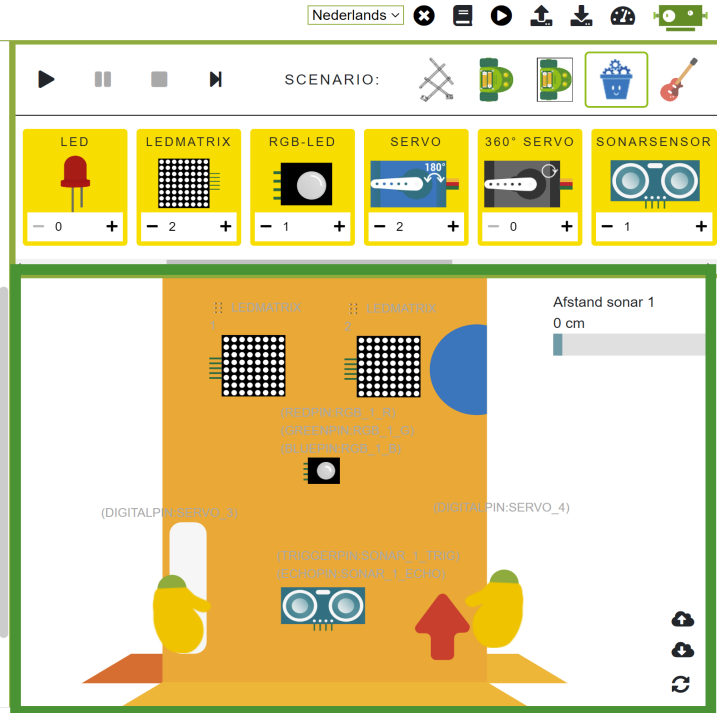 Nederlands
SCENARIO:
LED
LEDMATRIX
RGB-LED
SERVO
360° SERVO
SONARSENSOR
180°
− 0 +
− 2 +
− 1 +
− 2 +
− 0 +
− 1 +
Afstand sonar 1
0 cm
LEDMATRIX
1
LEDMATRIX
2
(REDPIN:RGB_1_R)
(GREENPIN:RGB_1_G)
(BLUEPIN:RGB_1_B)
(DIGITALPIN:SERVO_3)
(DIGITALPIN:SERVO_4)
(TRIGGERPIN:SONAR_1_TRIG)
(ECHOPIN:SONAR_1_ECHO)